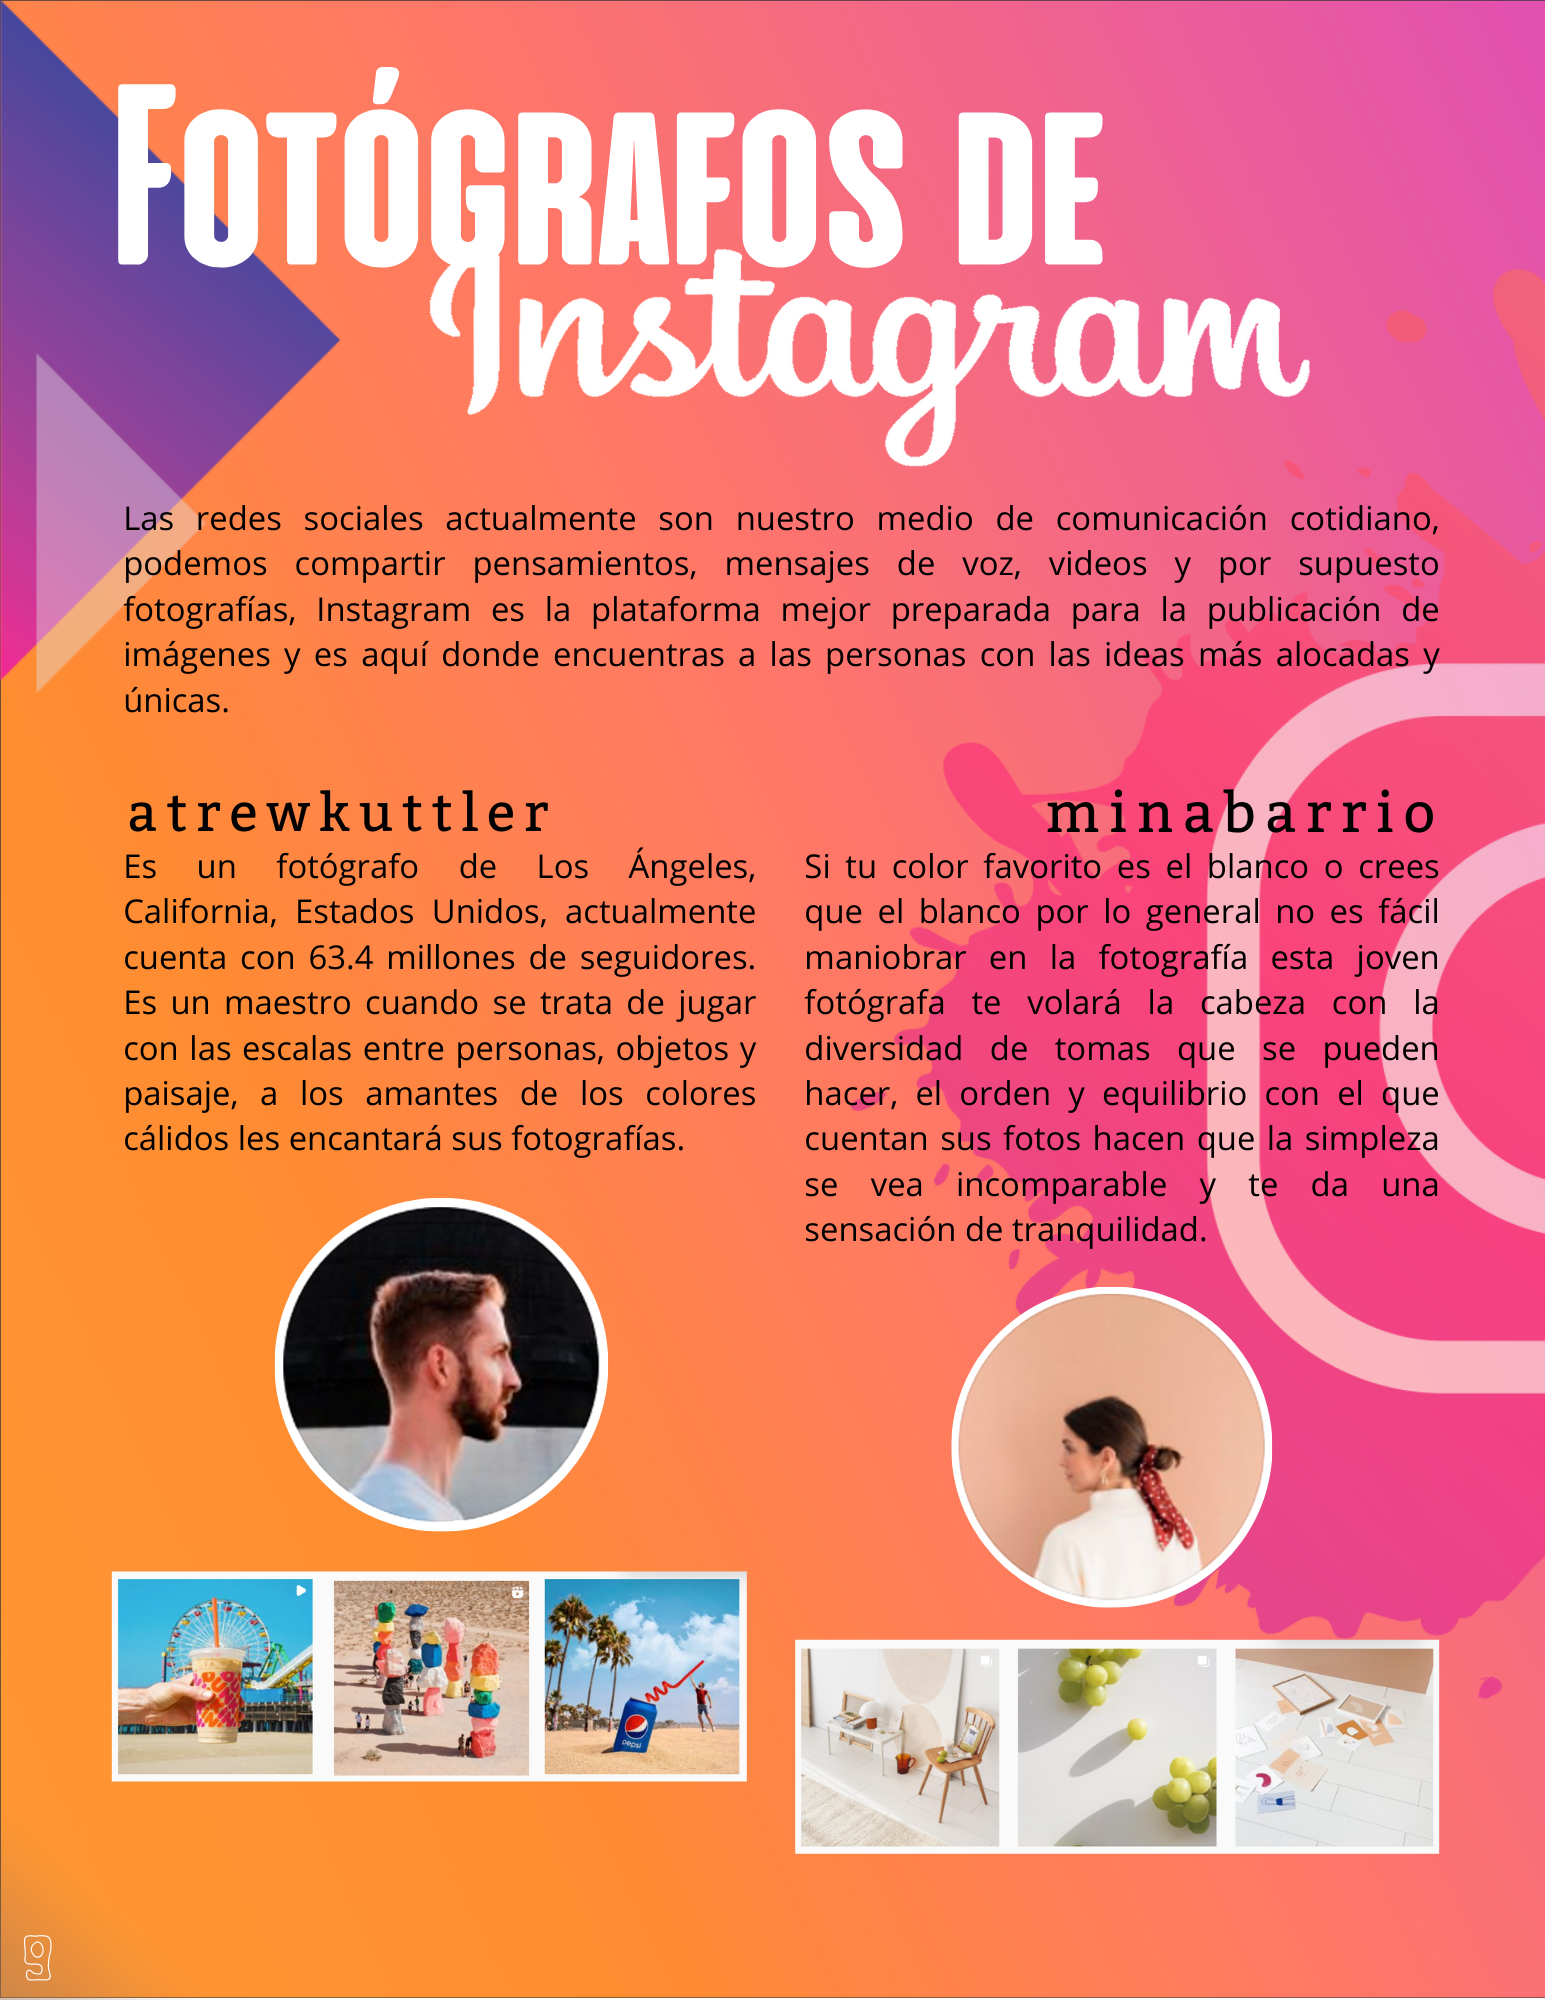 Fotógrafos de
Instagram
Las redes sociales actualmente son nuestro medio de comunicación cotidiano,
podemos compartir pensamientos, mensajes de voz, videos y por supuesto
fotografías, Instagram es la plataforma mejor preparada para la publicación de
imágenes y es aquí donde encuentras a las personas con las ideas más alocadas y
únicas.
atrewkuttler
Es un fotógrafo de Los Ángeles,
California, Estados Unidos, actualmente
cuenta con 63.4 millones de seguidores.
Es un maestro cuando se trata de jugar
con las escalas entre personas, objetos y
paisaje, a los amantes de los colores
cálidos les encantará sus fotografías.
minabarrio
Si tu color favorito es el blanco o crees
que el blanco por lo general no es fácil
maniobrar en la fotografía esta joven
fotógrafa te volará la cabeza con la
diversidad de tomas que se pueden
hacer, el orden y equilibrio con el que
cuentan sus fotos hacen que la simpleza
se vea incomparable y te da una
sensación de tranquilidad.
pepsi
9